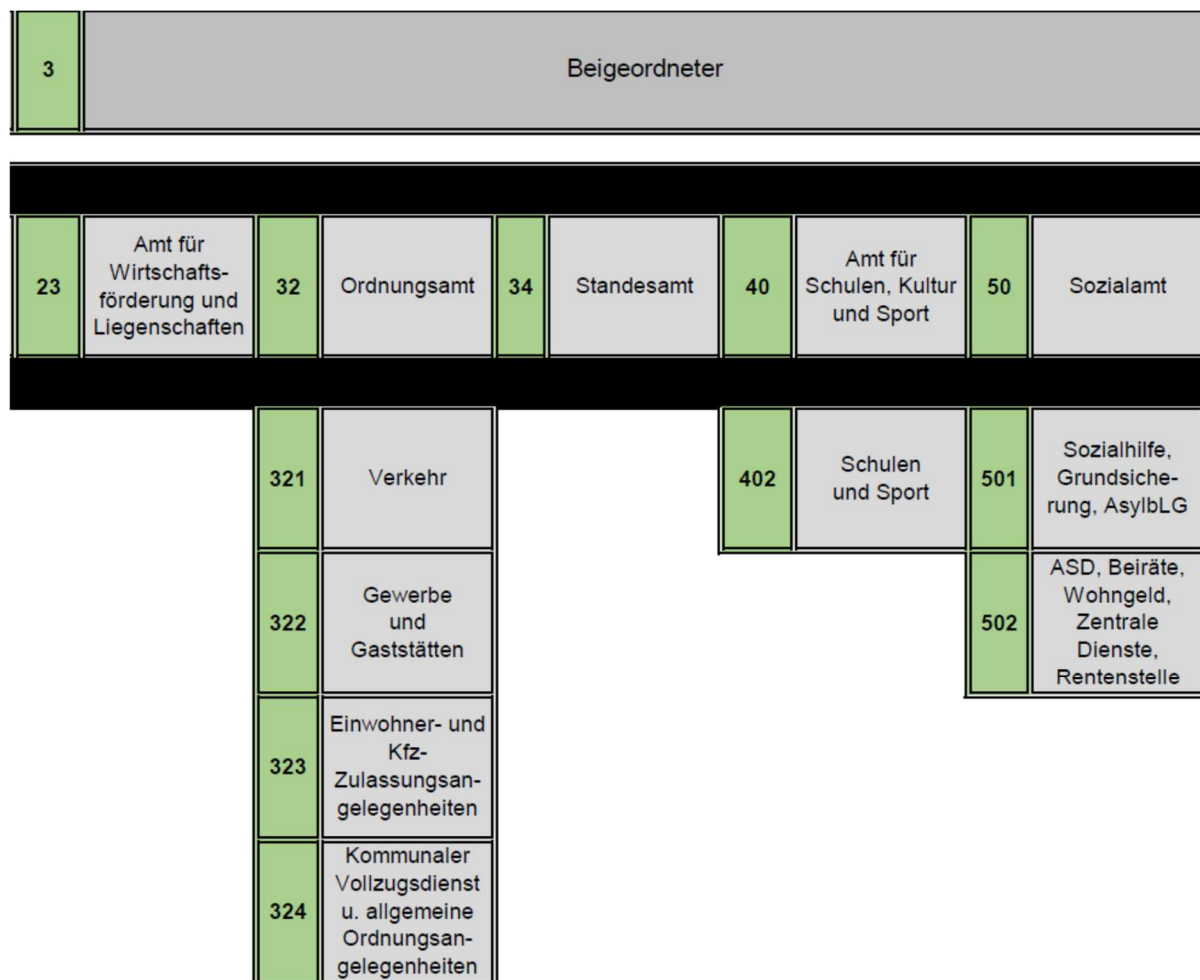 3
Beigeordneter
23
Amt für
Wirtschafts-
förderung und
Liegenschaften
32
Ordnungsamt
34
Standesamt
40
Amt für
Schulen, Kultur
und Sport
50
Sozialamt
321
Verkehr
402
Schulen
und Sport
501
Sozialhilfe,
Grundsiche-
rung, AsylbLG
322
Gewerbe
und
Gaststätten
502
ASD, Beiräte,
Wohngeld,
Zentrale
Dienste,
Rentenstelle
323
Einwohner- und
Kfz-
Zulassungsan-
gelegenheiten
324
Kommunaler
Vollzugsdienst
u. allgemeine
Ordnungsan-
gelegenheiten